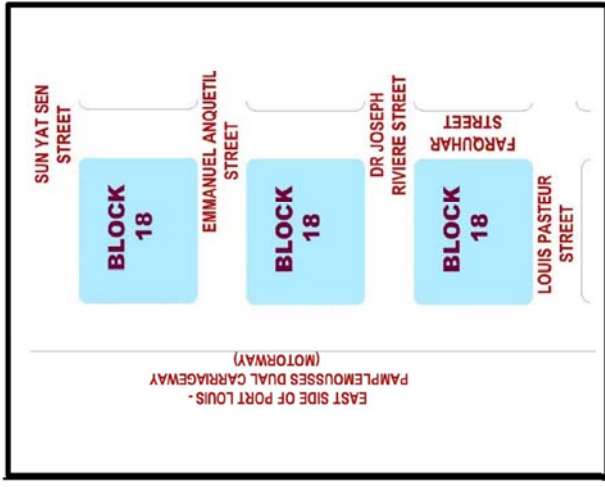 SUN YAT SEN
STREET
BLOCK
18
EMMANUEL ANQUETIL
STREET
BLOCK
18
DR JOSEPH
RIVIERE STREET
FARQUHAR
STREET
BLOCK
18
LOUIS PASTEUR
STREET
EAST SIDE OF PORT LOUIS -
PAMPLEMOUSSES DUAL CARRIAGEWAY
(MOTORWAY)